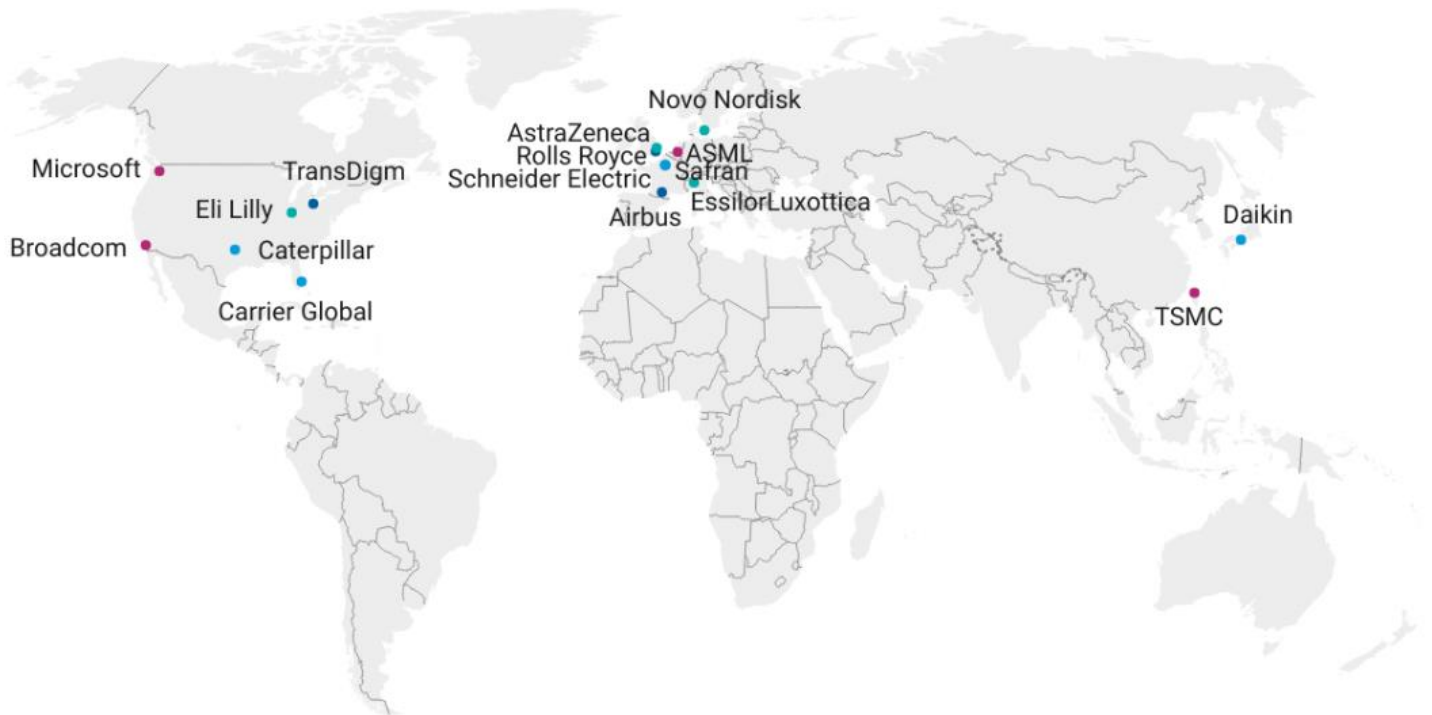 Novo Nordisk
AstraZeneca
Rolls Royce
ASML
Microsoft
TransDigm
Safran
Schneider Electric
Eli Lilly
EssilorLuxottica
Airbus
Daikin
Broadcom
Caterpillar
Carrier Global
TSMC